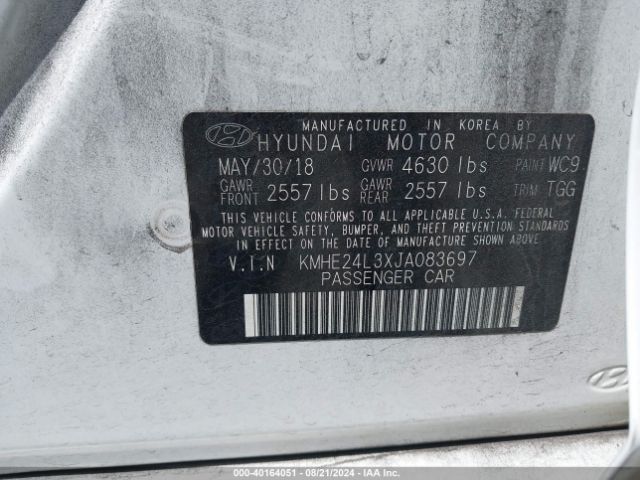 MANUFACTURED IN KOREA BY
HYUNDAI MOTOR COMPANY
MAY/30/18 GVWR 4630 lbs PAINT WC9
GAWR FRONT 2557 lbs GAWR REAR 2557 lbs TRIM TGG
THIS VEHICLE CONFORMS TO ALL APPLICABLE U.S.A. FEDERAL
MOTOR VEHICLE SAFETY, BUMPER, AND THEFT PREVENTION STANDARDS
IN EFFECT ON THE DATE OF MANUFACTURE SHOWN ABOVE.
V.I.N KMHE24L3XJA083697
PASSENGER CAR
000-40164051 - 08/21/2024 - IAA Inc.